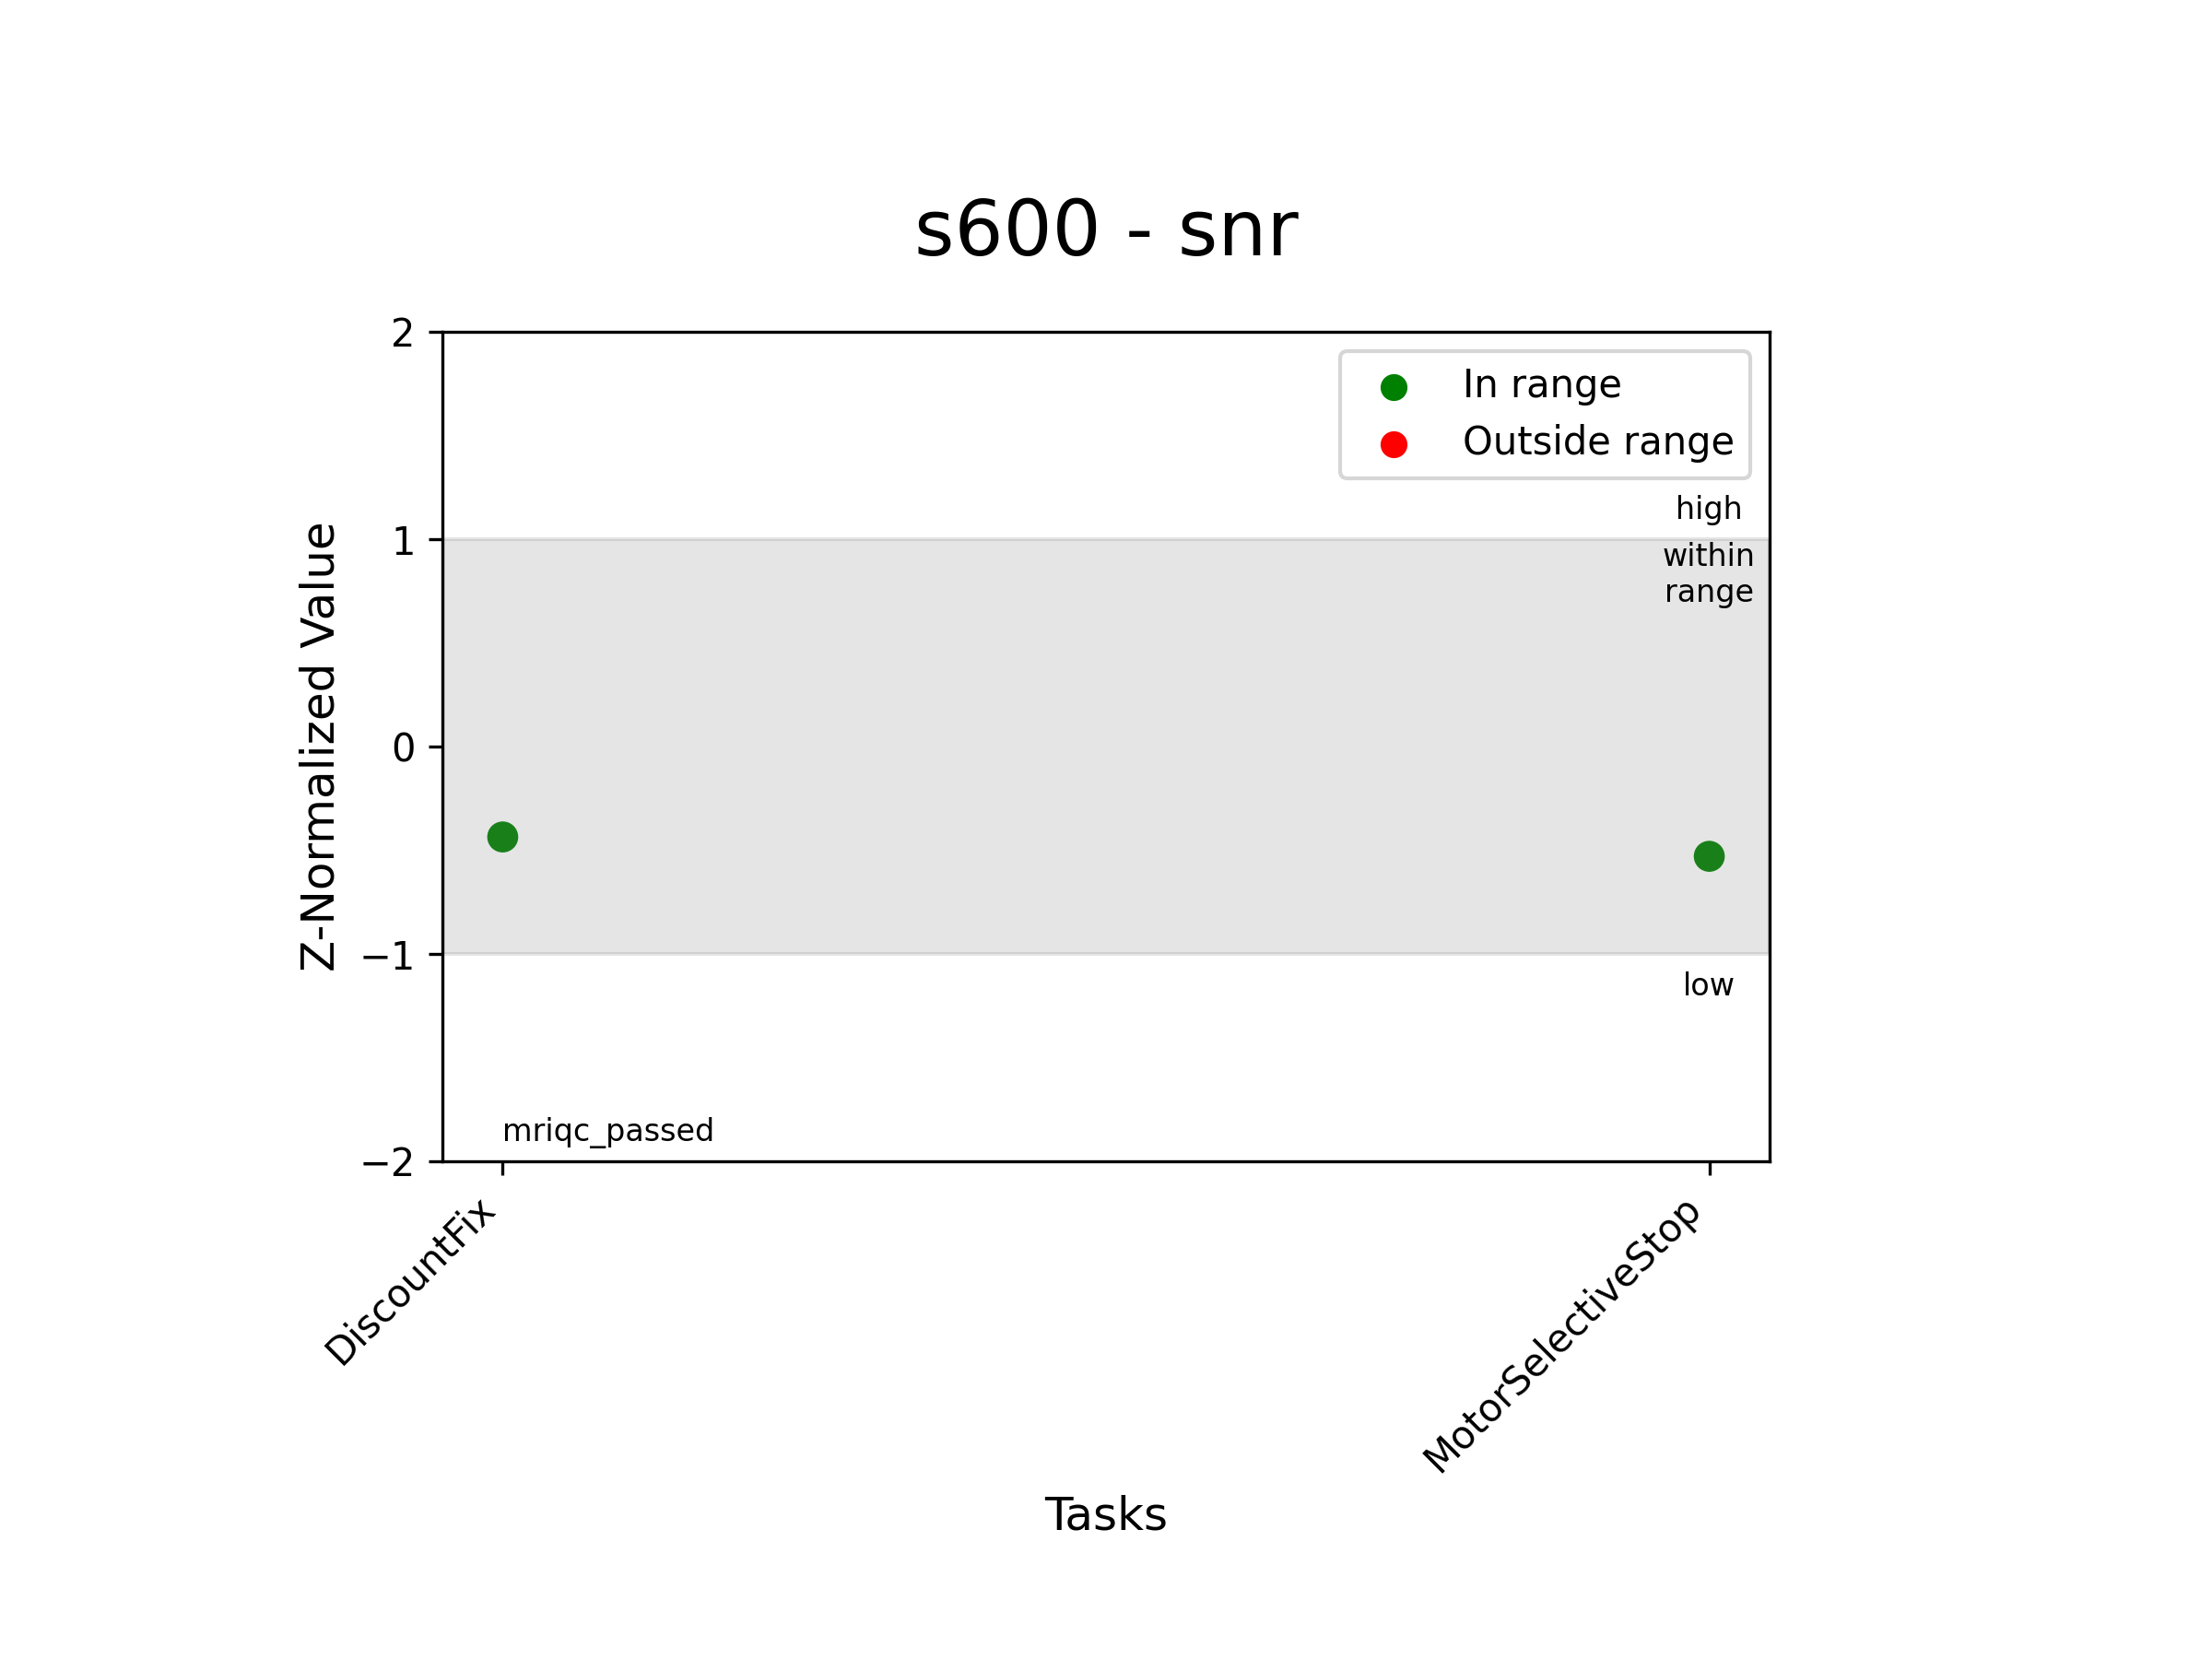 s600 - snr
2
In range
Outside range
high
1
within
range
Z-Normalized Value
0
−1
low
mriqc_passed
−2
DiscountFix
MotorSelectiveStop
Tasks